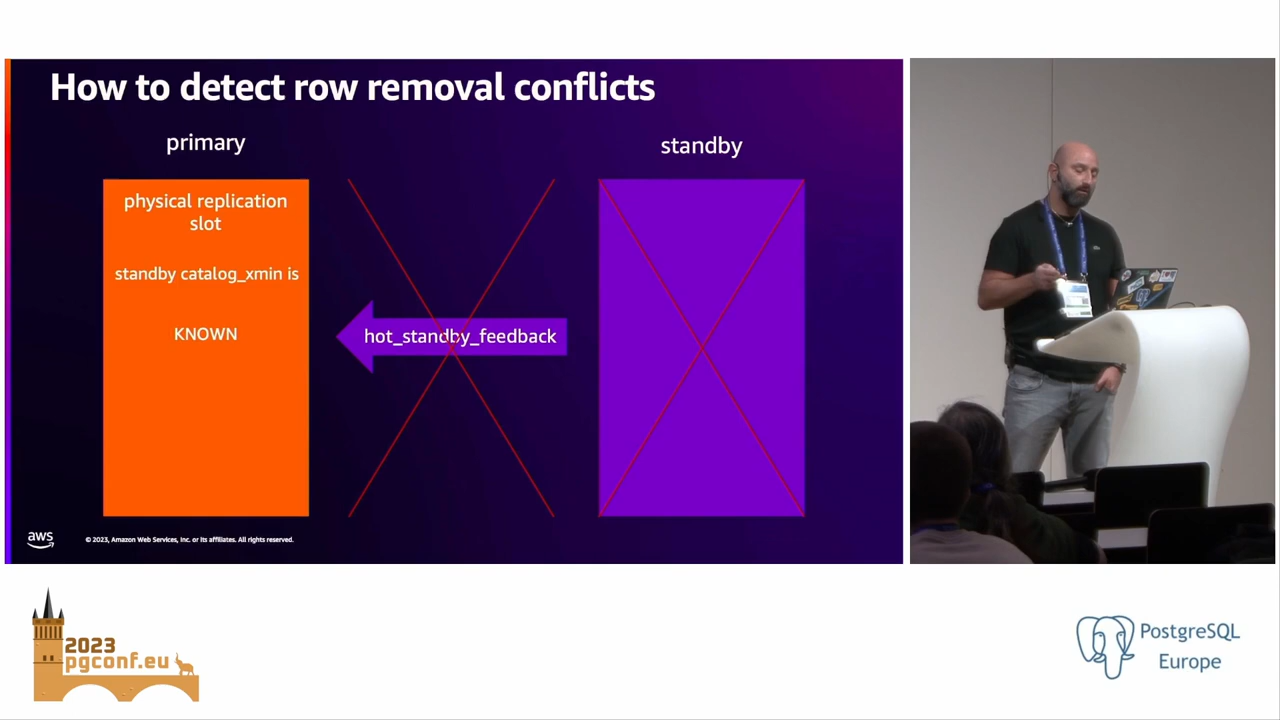 How to detect row removal conflicts
primary
standby
physical replication
slot
standby catalog_xmin is
KNOWN
hot_standby_feedback
aws
© 2023, Amazon Web Services, Inc. or its affiliates. All rights reserved.
2023
pgconf.eu
PostgreSQL
Europe